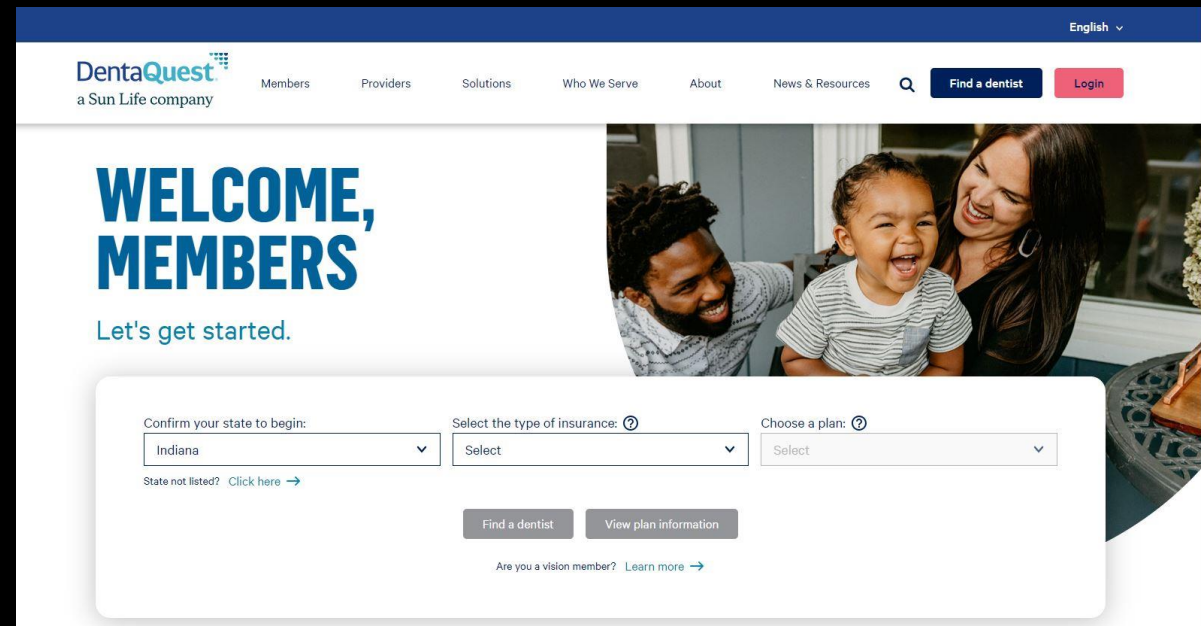 English
DentaQuest
a Sun Life company
Members Providers Solutions Who We Serve About News & Resources Find a dentist Login
WELCOME,
MEMBERS
Let's get started.
Confirm your state to begin: Select the type of insurance: ? Choose a plan: ?
Indiana Select Select
State not listed? Click here →
Find a dentist View plan information
Are you a vision member? Learn more →